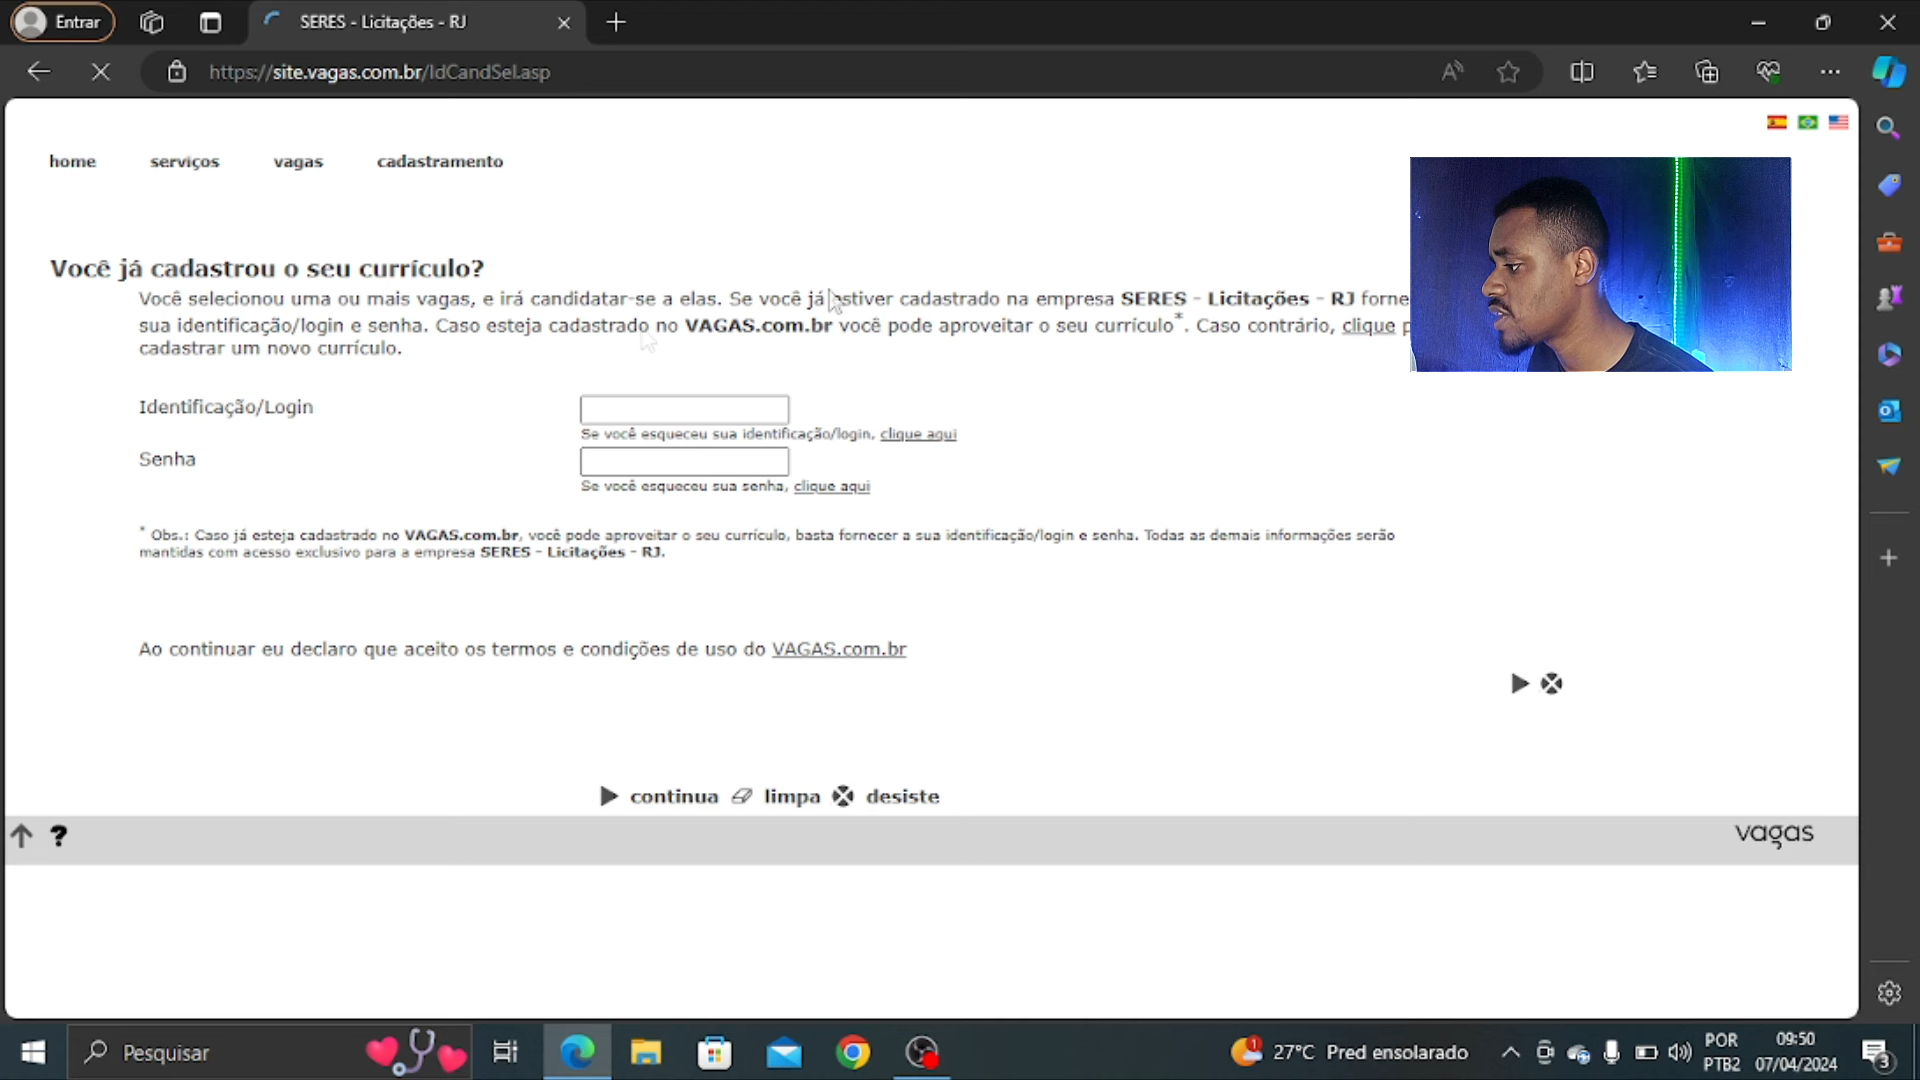 Entrar
SERES - Licitações - RJ
https://site.vagas.com.br/IdCandSel.asp
home serviços vagas cadastramento
Você já cadastrou o seu currículo?
Você selecionou uma ou mais vagas, e irá candidatar-se a elas. Se você já estiver cadastrado na empresa SERES - Licitações - RJ forne
sua identificação/login e senha. Caso esteja cadastrado no VAGAS.com.br você pode aproveitar o seu currículo*. Caso contrário, clique p
cadastrar um novo currículo.
Identificação/Login
Se você esqueceu sua identificação/login, clique aqui
Senha
Se você esqueceu sua senha, clique aqui
* Obs.: Caso já esteja cadastrado no VAGAS.com.br, você pode aproveitar o seu currículo, basta fornecer a sua identificação/login e senha. Todas as demais informações serão
mantidas com acesso exclusivo para a empresa SERES - Licitações - RJ.
Ao continuar eu declaro que aceito os termos e condições de uso do VAGAS.com.br
continua limpa desiste
? vagas
Pesquisar
1 27°C Pred ensolarado
POR 09:50
PTB2 07/04/2024
3